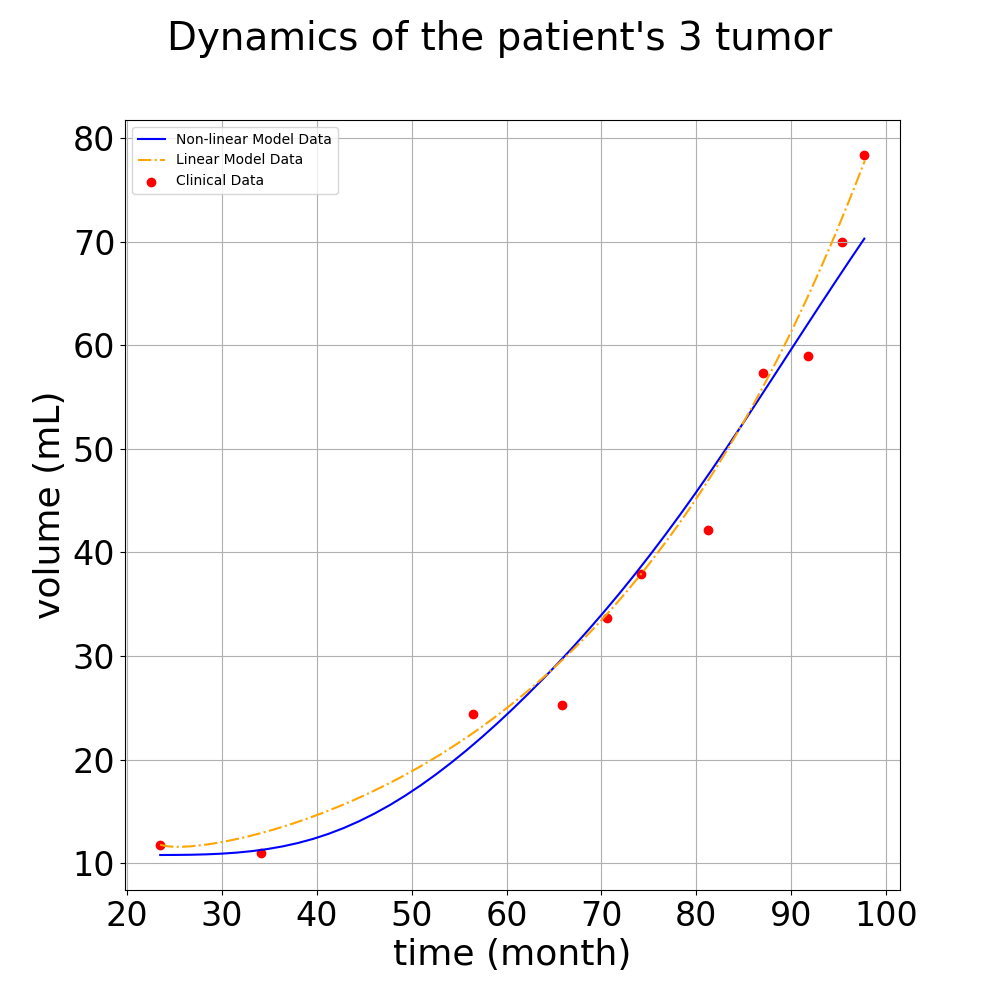 Dynamics of the patient's 3 tumor
Non-linear Model Data
Linear Model Data
Clinical Data
80
70
60
50
40
30
20
10
volume (mL)
20 30 40 50 60 70 80 90 100
time (month)